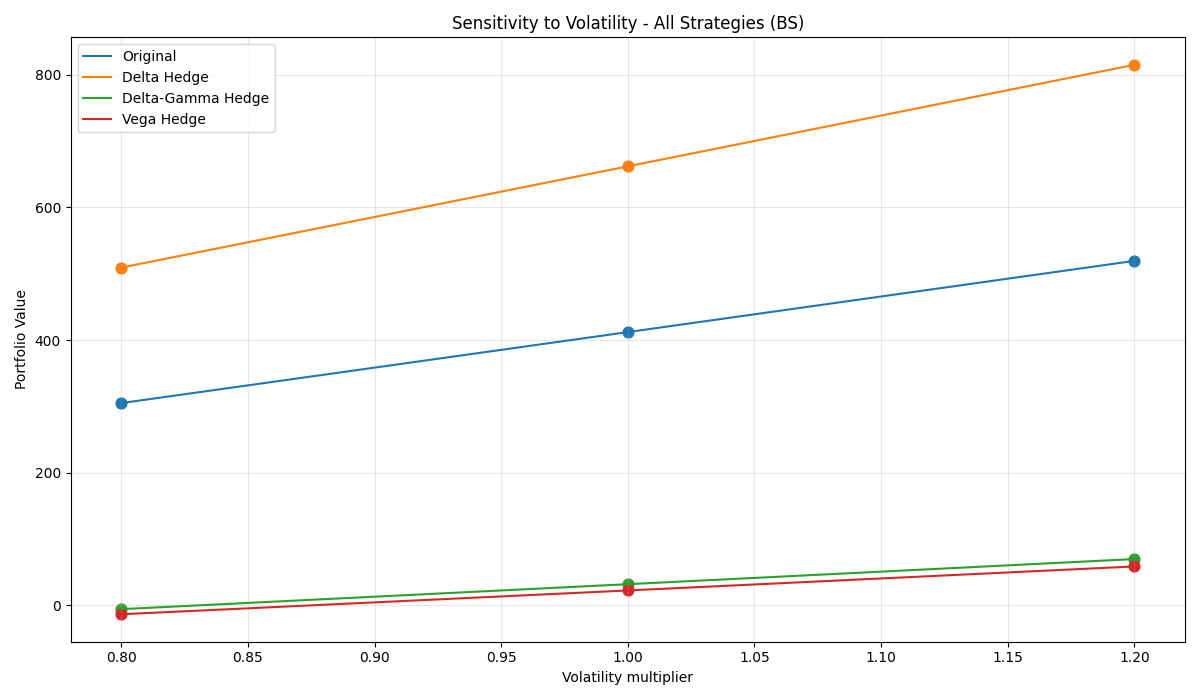 Sensitivity to Volatility - All Strategies (BS)
Original
Delta Hedge
Delta-Gamma Hedge
Vega Hedge
Portfolio Value
800
600
400
200
0
0.80 0.85 0.90 0.95 1.00 1.05 1.10 1.15 1.20
Volatility multiplier